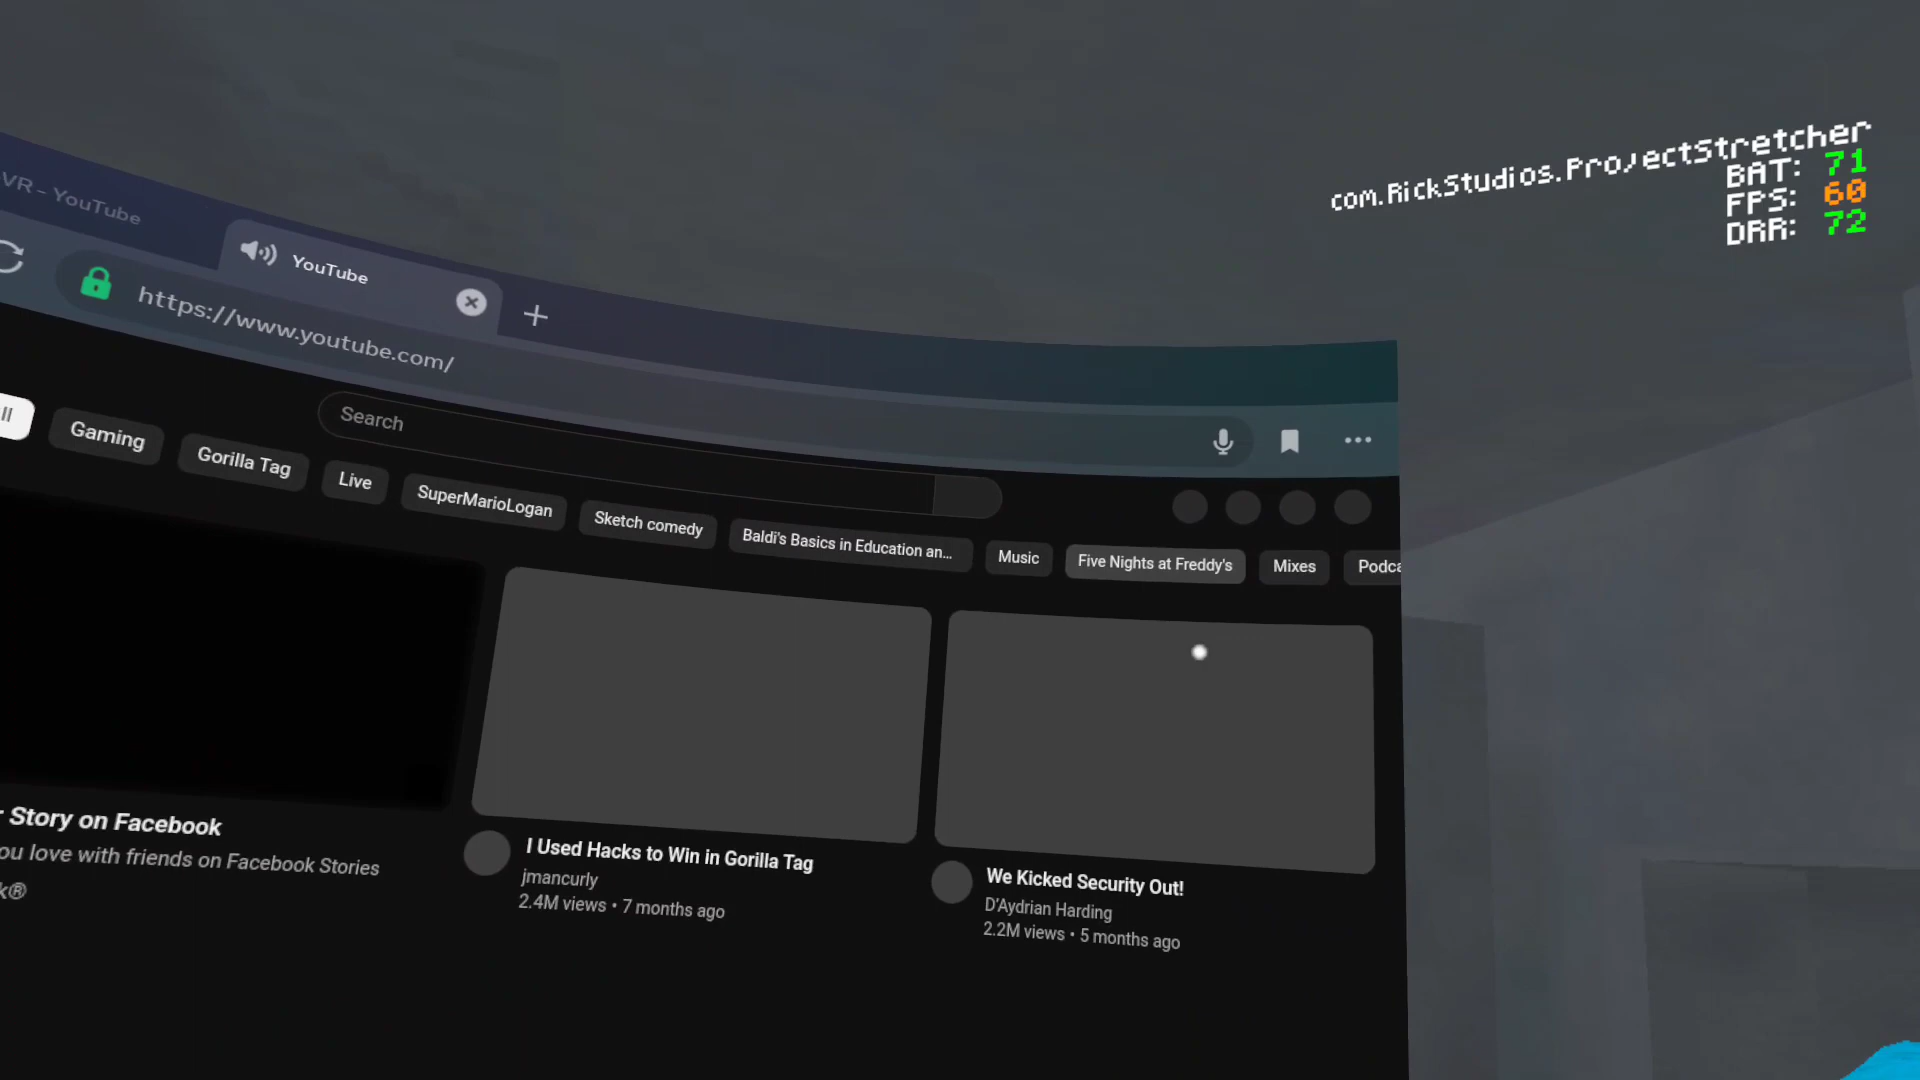 com.RickStudios.ProjectStretcher
BAT: 71
FPS: 60
DRR: 72
VR - YouTube
YouTube
https://www.youtube.com/
Search
Gaming
Gorilla Tag
Live
SuperMarioLogan
Sketch comedy
Baldi's Basics in Education an...
Music
Five Nights at Freddy's
Mixes
Podca
Story on Facebook
ou love with friends on Facebook Stories
k®
I Used Hacks to Win in Gorilla Tag
jmancurly
2.4M views • 7 months ago
We Kicked Security Out!
D'Aydrian Harding
2.2M views • 5 months ago